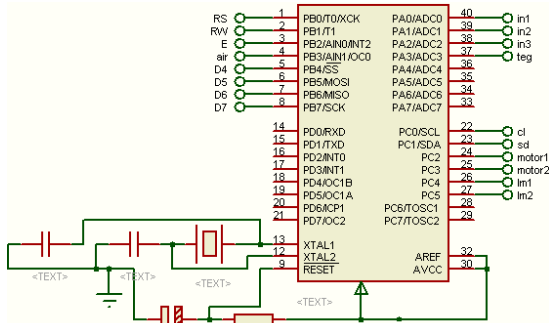 RS 1 PB0/T0/XCK PA0/ADC0 40 in1
RW 2 PB1/T1 PA1/ADC1 39 in2
E 3 PB2/AIN0/INT2 PA2/ADC2 38 in3
air 4 PB3/AIN1/OC0 PA3/ADC3 37 teg
D4 5 PB4/SS PA4/ADC4 36
D5 6 PB5/MOSI PA5/ADC5 35
D6 7 PB6/MISO PA6/ADC6 34
D7 8 PB7/SCK PA7/ADC7 33
14 PD0/RXD PC0/SCL 22 cl
15 PD1/TXD PC1/SDA 23 sd
16 PD2/INT0 PC2 24 motor1
17 PD3/INT1 PC3 25 motor2
18 PD4/OC1B PC4 26 lm1
19 PD5/OC1A PC5 27 lm2
20 PD6/ICP1 PC6/TOSC1 28
21 PD7/OC2 PC7/TOSC2 29
13 XTAL1
12 XTAL2 AREF 32
9 RESET AVCC 30
<TEXT> <TEXT> <TEXT>
<TEXT>